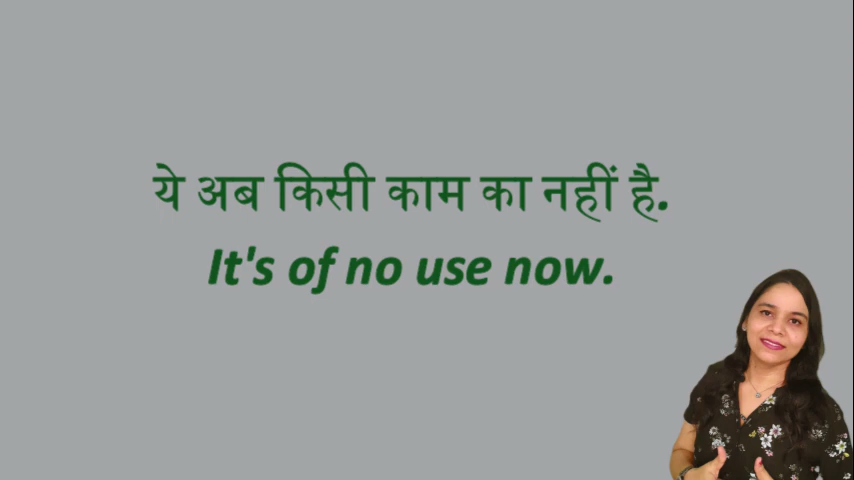 ये अब किसी काम का नहीं है.
It's of no use now.